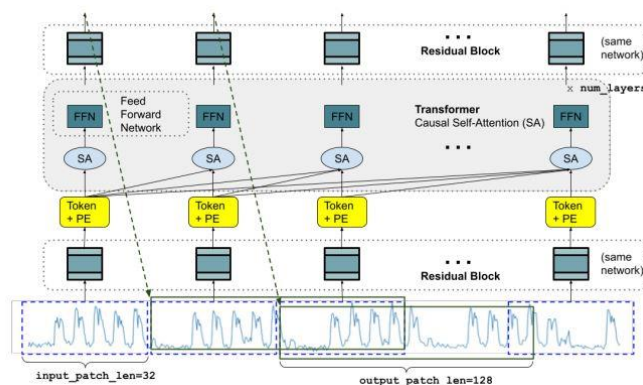 Residual Block
(same
network)
x num_layers
Feed
Forward
Network
Transformer
Causal Self-Attention (SA)
FFN FFN FFN FFN
SA SA SA SA
Token
+ PE
Token
+ PE
Token
+ PE
Token
+ PE
(same
network)
Residual Block
input_patch_len=32
output_patch_len=128